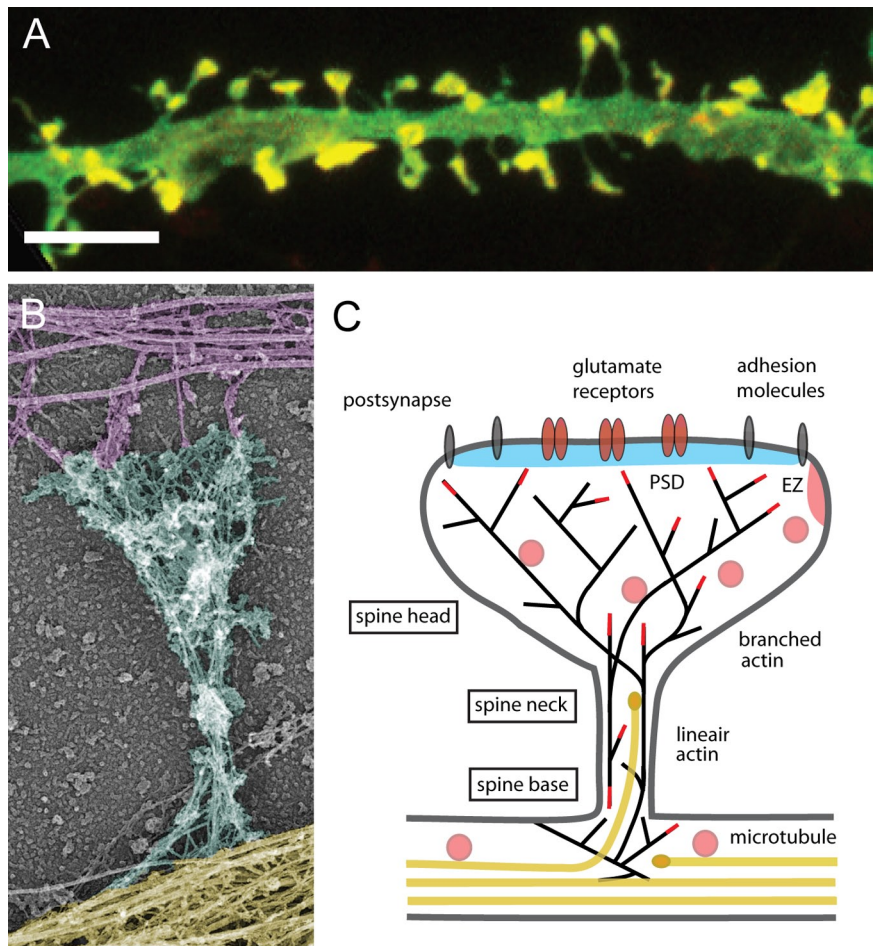 A
B
C
glutamate
receptors
adhesion
molecules
postsynapse
PSD
EZ
spine head
branched
actin
spine neck
lineair
actin
spine base
microtubule